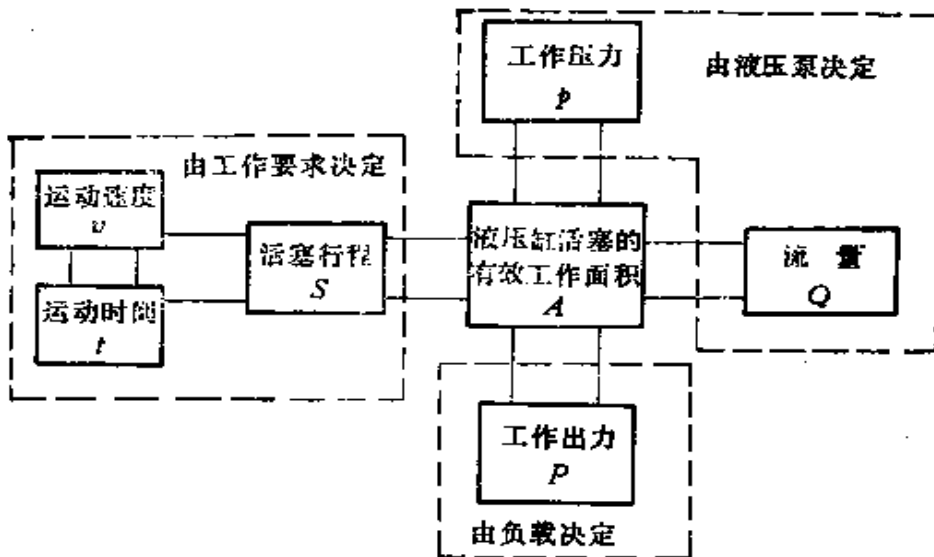 工作压力
p
由液压泵决定
由工作要求决定
运动速度
v
活塞行程
S
运动时间
t
液压缸活塞的
有效工作面积
A
流 量
Q
工作出力
P
由负载决定